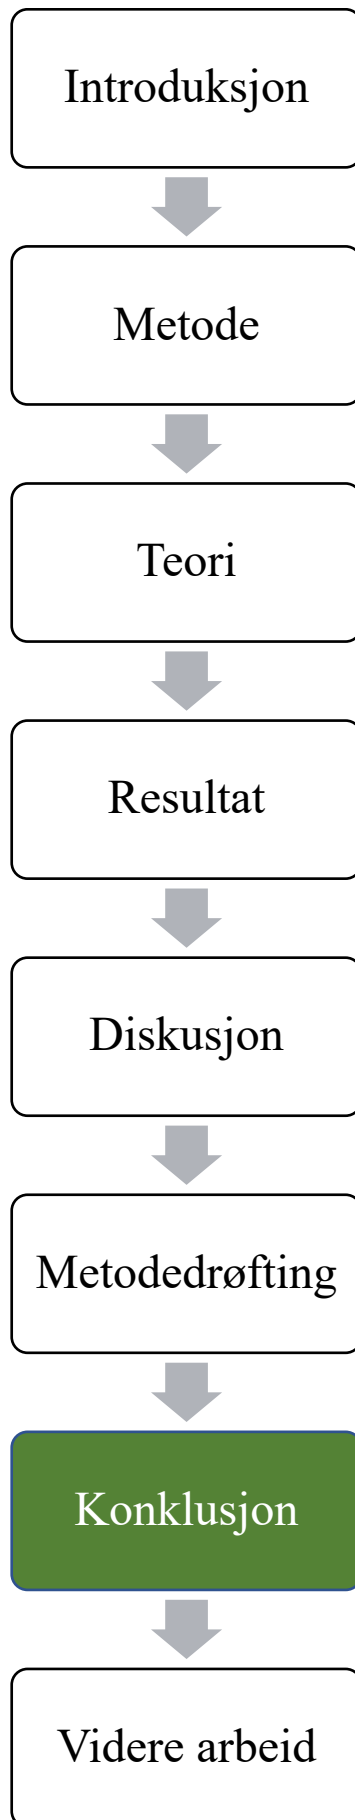 Introduksjon
Metode
Teori
Resultat
Diskusjon
Metodedrøfting
Konklusjon
Videre arbeid